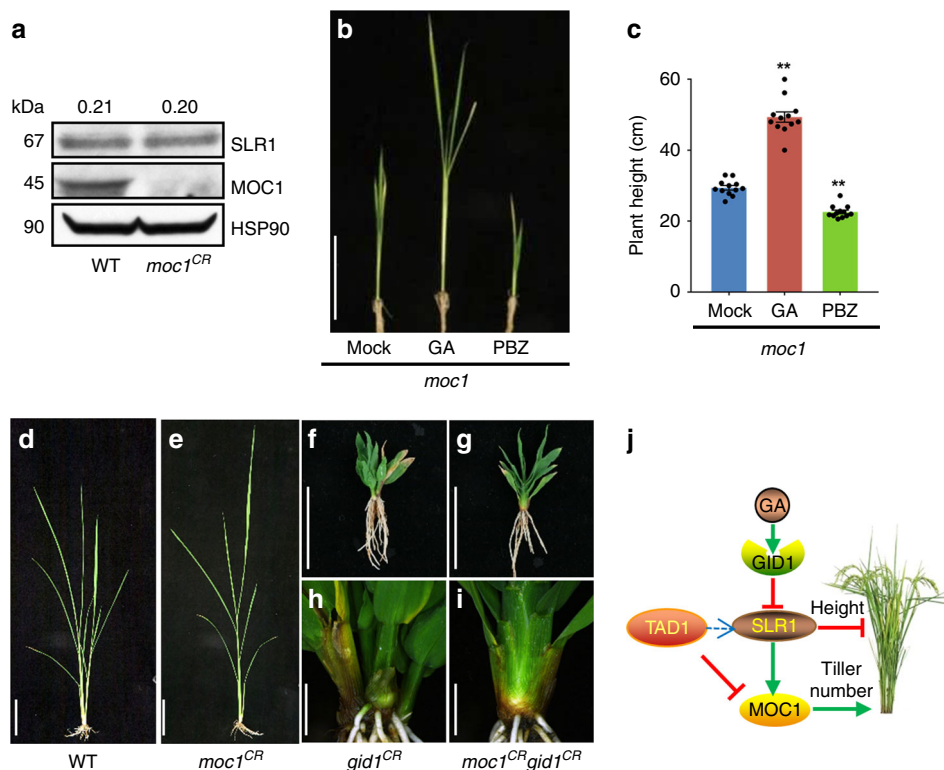 a
kDa
0.21 0.20
67 SLR1
45 MOC1
90 HSP90
WT moc1CR
b
Mock GA PBZ
moc1
c
Plant height (cm)
60
40
20
0
**
**
Mock GA PBZ
moc1
d
WT
e
moc1CR
f
g
h
i
gid1CR
moc1CRgid1CR
j
GA
GID1
TAD1
SLR1
Height
Tiller
number
MOC1